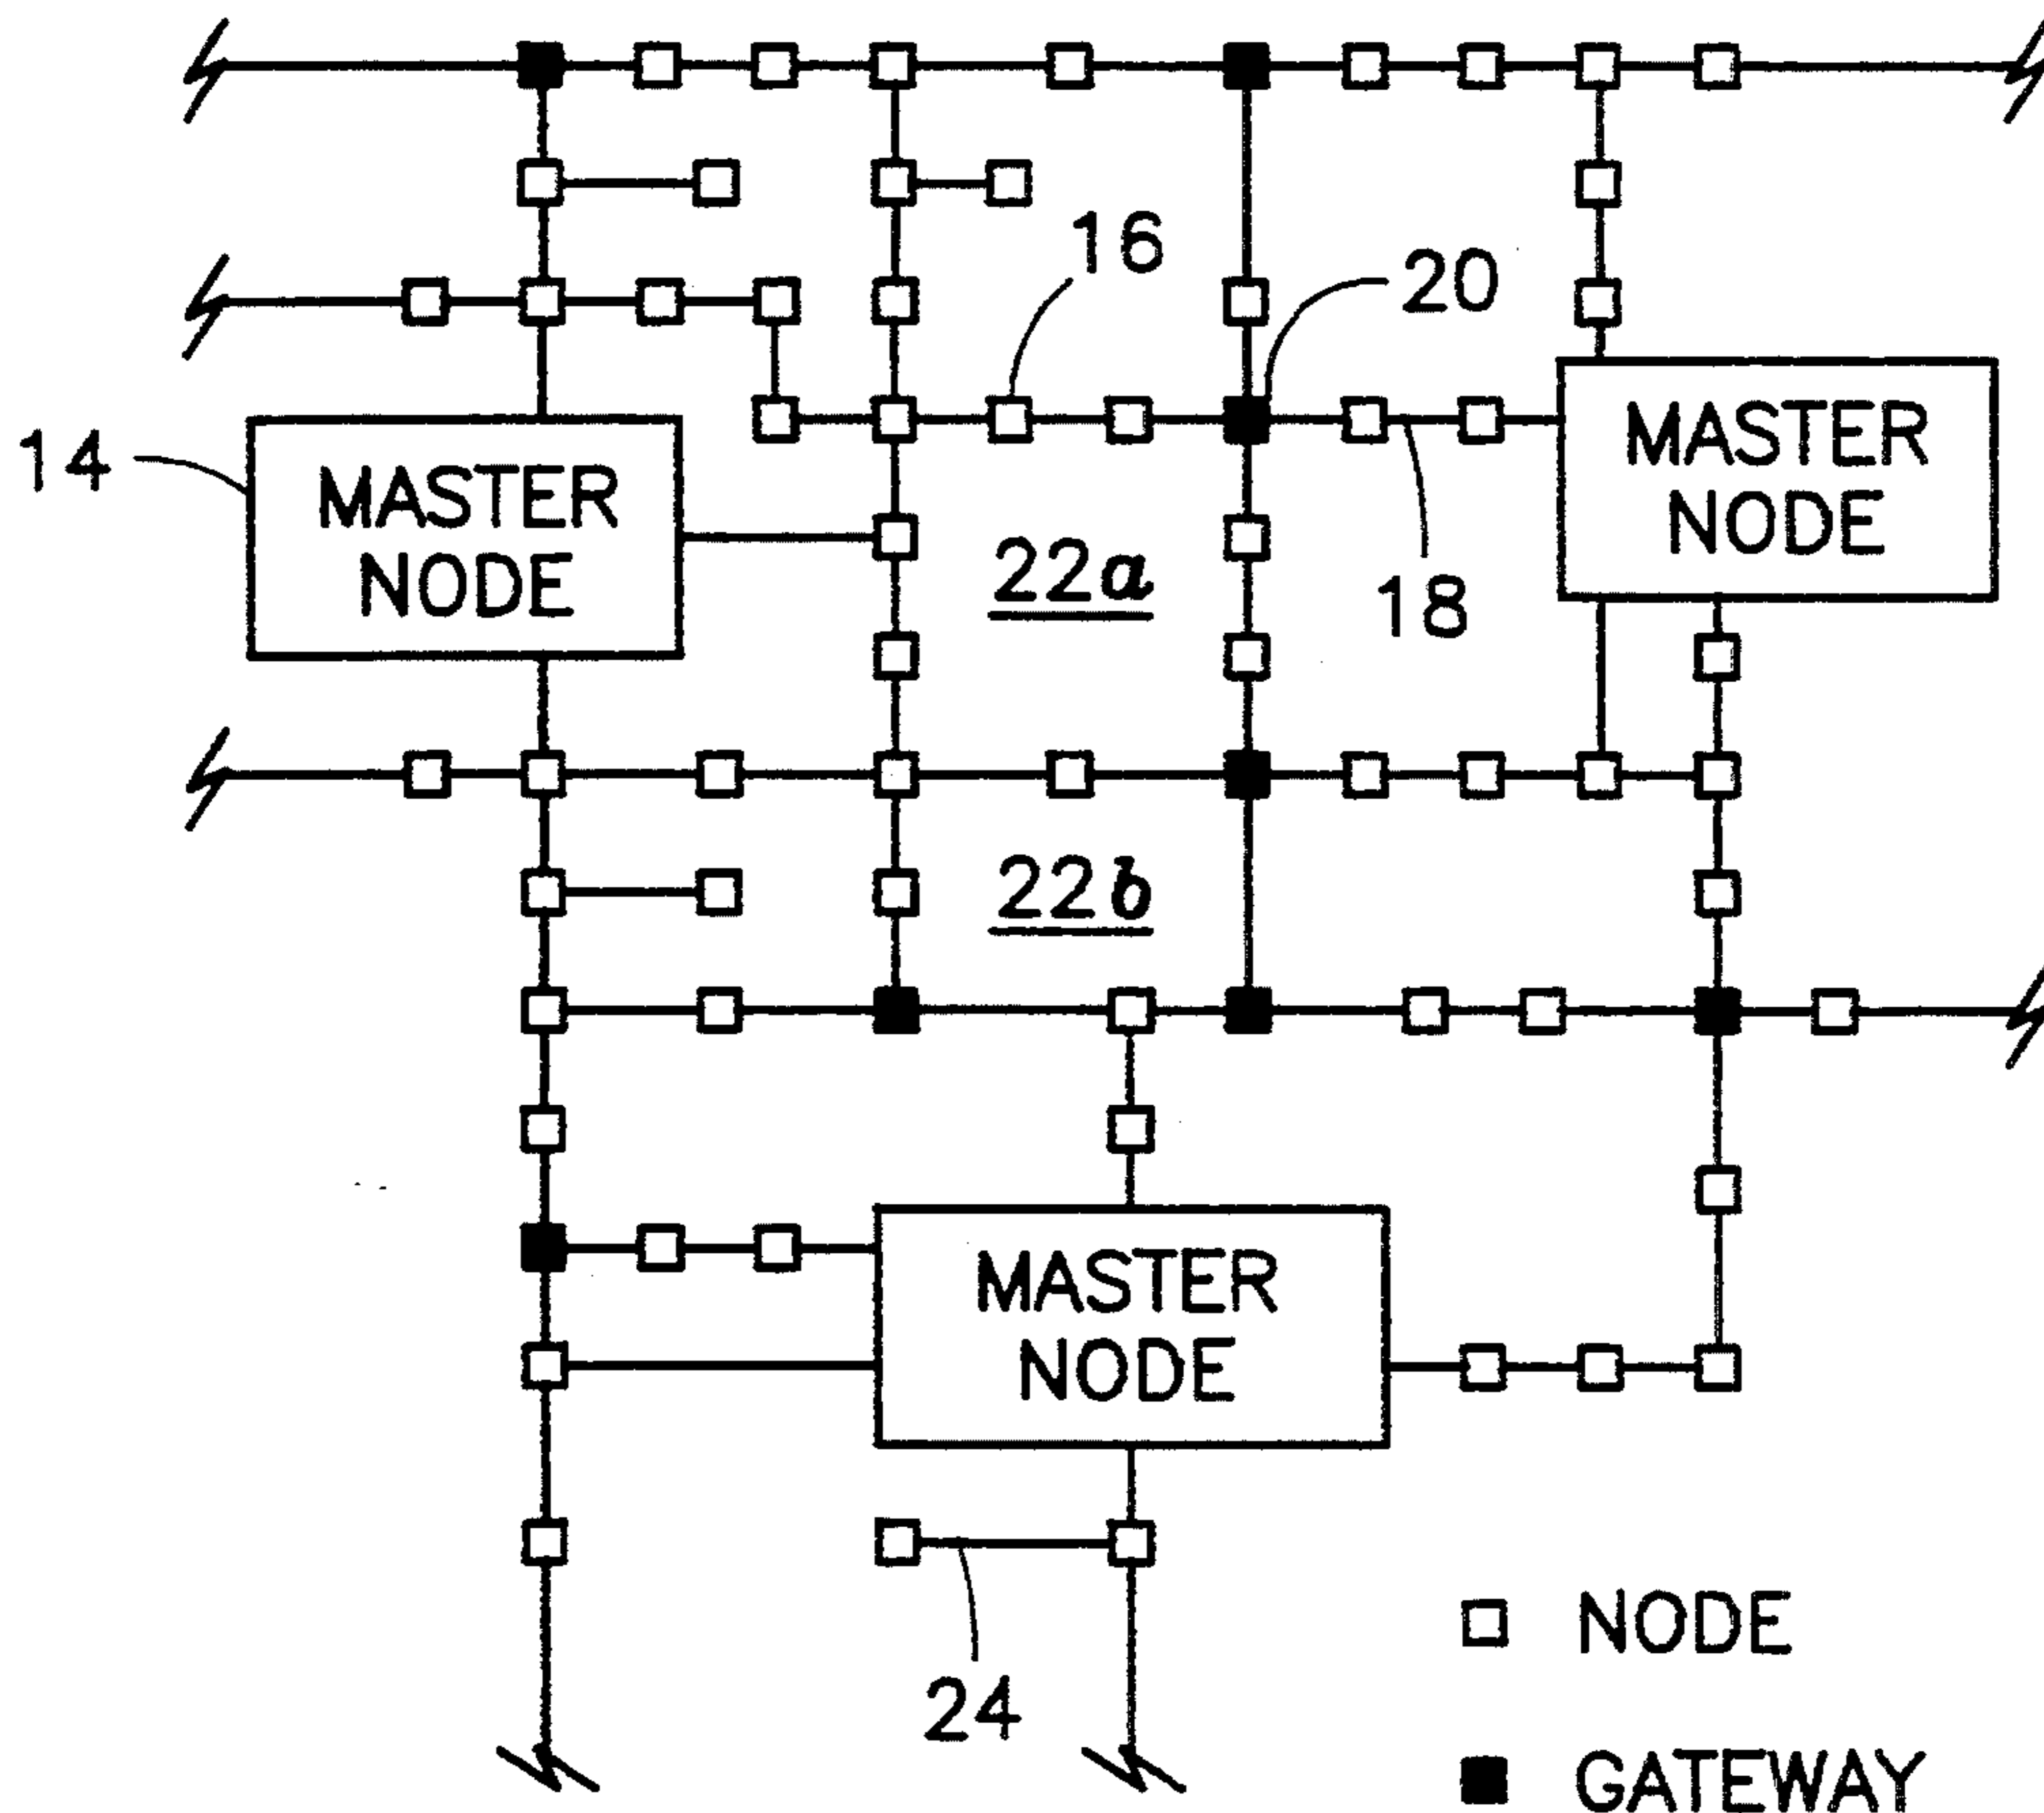 16
20
14
MASTER
NODE
MASTER
NODE
22a
18
22b
MASTER
NODE
24
NODE
GATEWAY